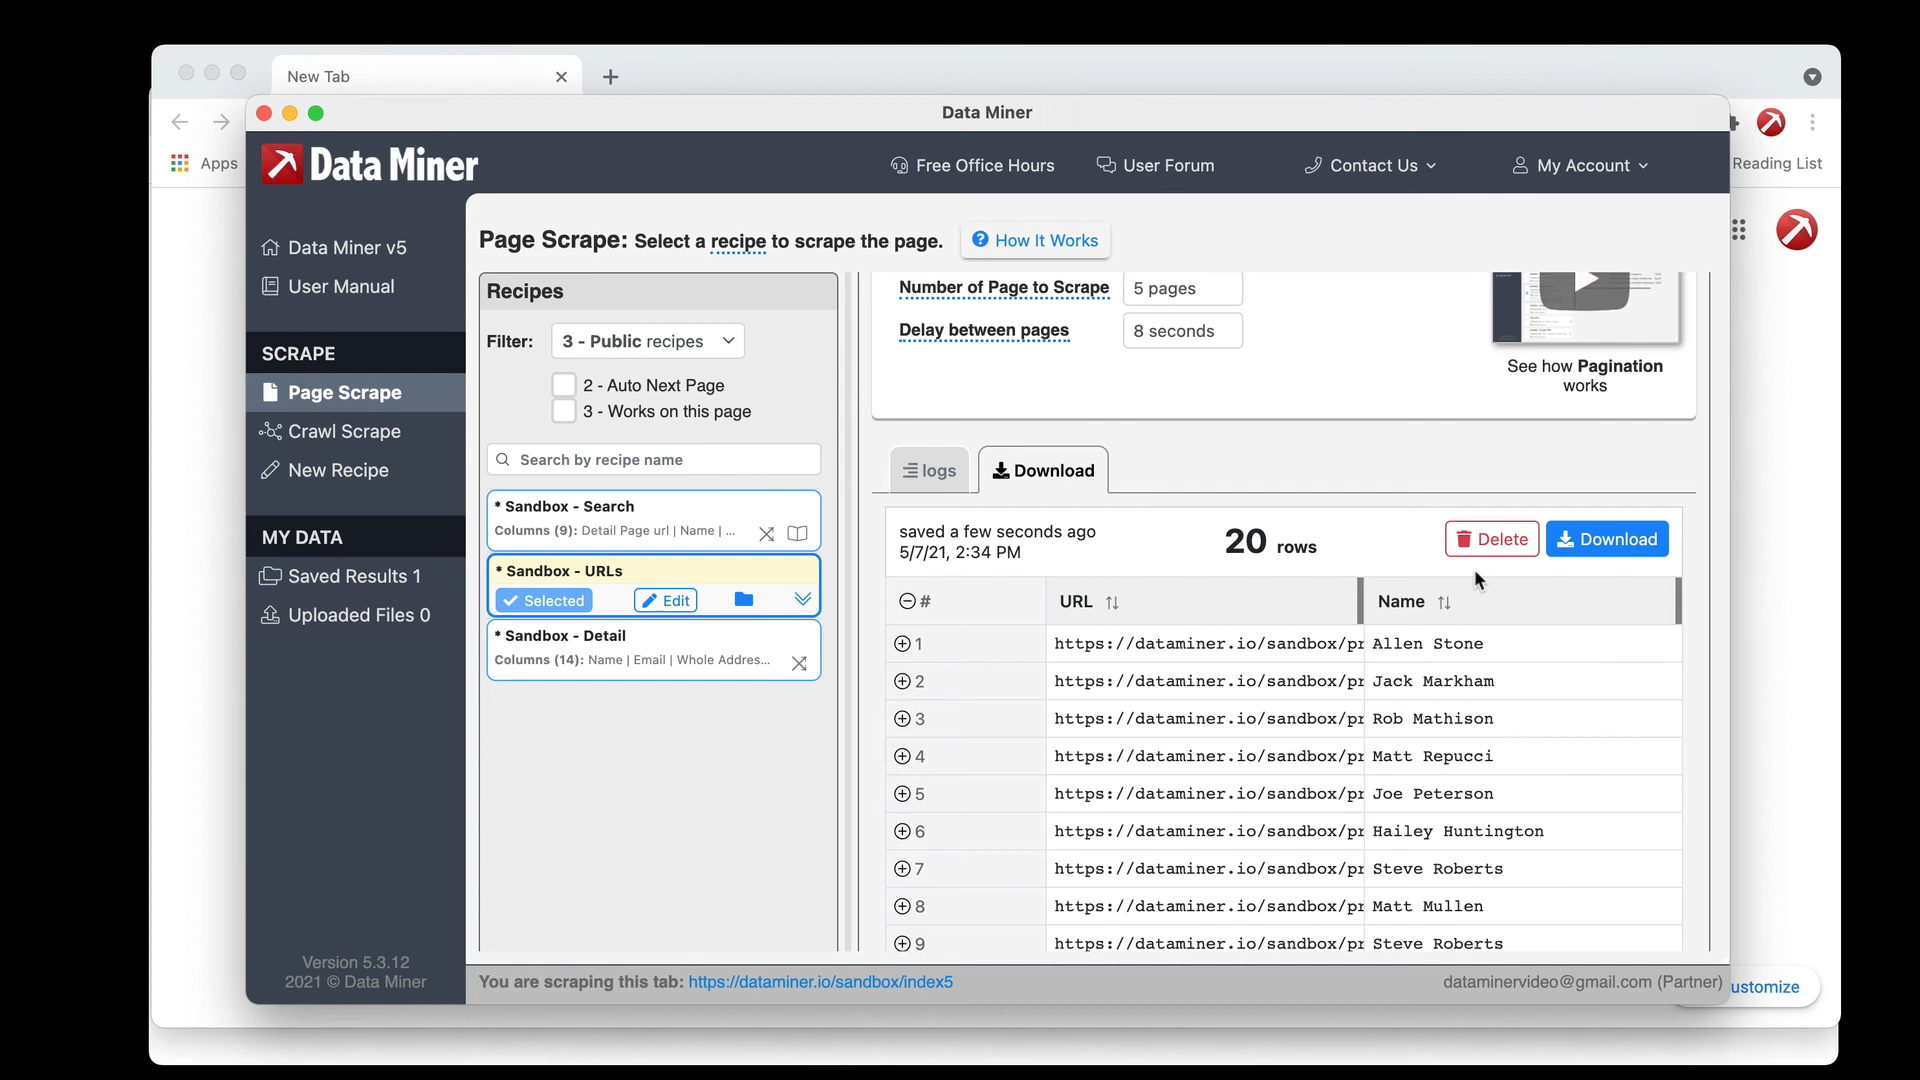 New Tab
Data Miner
Apps
Reading List
Data Miner
Free Office Hours
User Forum
Contact Us
My Account
Data Miner v5
User Manual
SCRAPE
Page Scrape
Crawl Scrape
New Recipe
MY DATA
Saved Results 1
Uploaded Files 0
Version 5.3.12
2021 © Data Miner
Page Scrape: Select a recipe to scrape the page.
How It Works
Recipes
Filter: 3 - Public recipes
2 - Auto Next Page
3 - Works on this page
Search by recipe name
* Sandbox - Search
Columns (9): Detail Page url | Name | ...
* Sandbox - URLs
Selected
Edit
* Sandbox - Detail
Columns (14): Name | Email | Whole Addres...
Number of Page to Scrape 5 pages
Delay between pages 8 seconds
See how Pagination
works
logs
Download
saved a few seconds ago
5/7/21, 2:34 PM
20 rows
Delete
Download
# URL Name
1 https://dataminer.io/sandbox/pr Allen Stone
2 https://dataminer.io/sandbox/pr Jack Markham
3 https://dataminer.io/sandbox/pr Rob Mathison
4 https://dataminer.io/sandbox/pr Matt Repucci
5 https://dataminer.io/sandbox/pr Joe Peterson
6 https://dataminer.io/sandbox/pr Hailey Huntington
7 https://dataminer.io/sandbox/pr Steve Roberts
8 https://dataminer.io/sandbox/pr Matt Mullen
9 https://dataminer.io/sandbox/pr Steve Roberts
You are scraping this tab: https://dataminer.io/sandbox/index5
dataminervideo@gmail.com (Partner)
ustomize